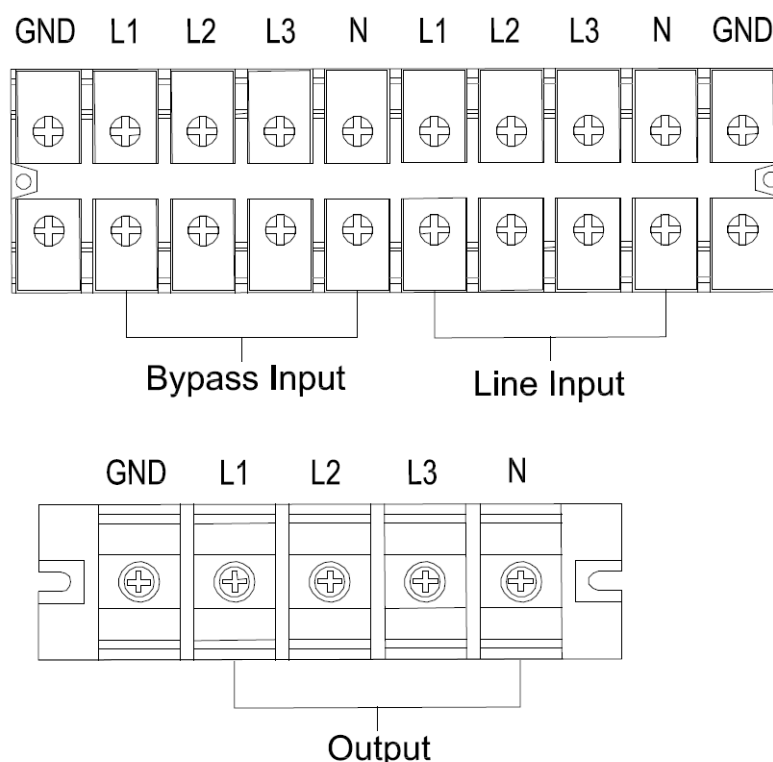 GND L1 L2 L3 N L1 L2 L3 N GND
Bypass Input Line Input
GND L1 L2 L3 N
Output